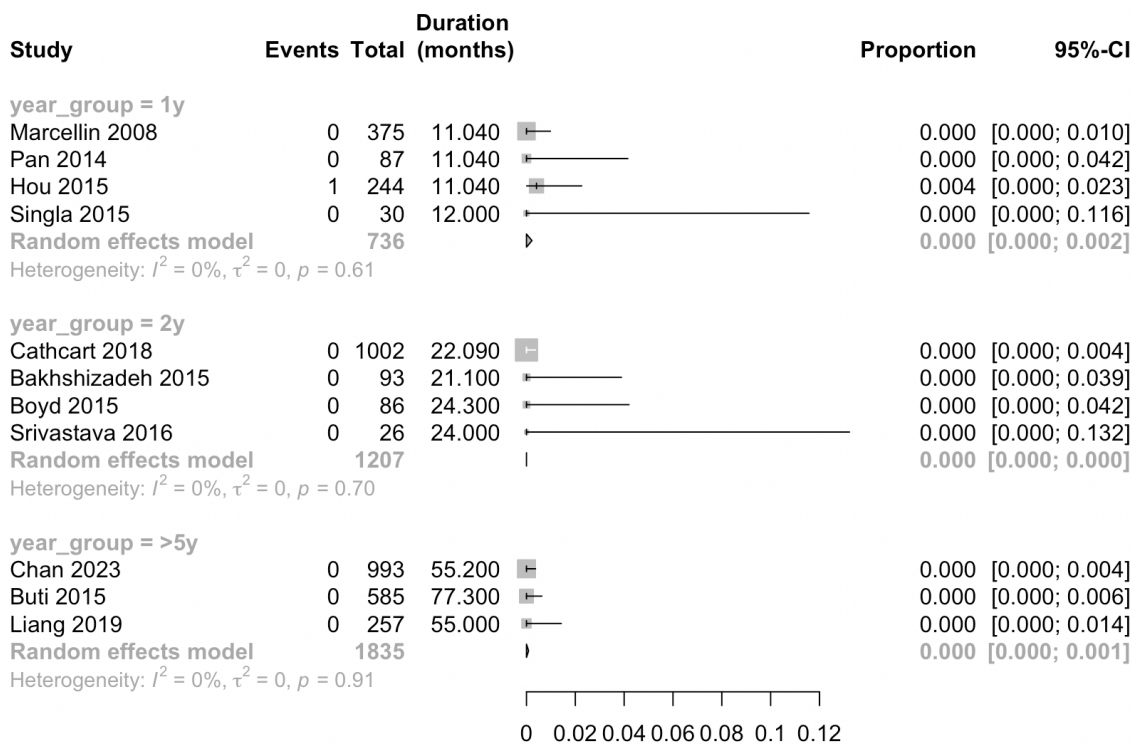 Duration
Study Events Total (months) Proportion 95%-CI
year_group = 1y
Marcellin 2008 0 375 11.040 0.000 [0.000; 0.010]
Pan 2014 0 87 11.040 0.000 [0.000; 0.042]
Hou 2015 1 244 11.040 0.004 [0.000; 0.023]
Singla 2015 0 30 12.000 0.000 [0.000; 0.116]
Random effects model 736 0.000 [0.000; 0.002]
Heterogeneity: I² = 0%, τ² = 0, p = 0.61
year_group = 2y
Cathcart 2018 0 1002 22.090 0.000 [0.000; 0.004]
Bakhshizadeh 2015 0 93 21.100 0.000 [0.000; 0.039]
Boyd 2015 0 86 24.300 0.000 [0.000; 0.042]
Srivastava 2016 0 26 24.000 0.000 [0.000; 0.132]
Random effects model 1207 0.000 [0.000; 0.000]
Heterogeneity: I² = 0%, τ² = 0, p = 0.70
year_group = >5y
Chan 2023 0 993 55.200 0.000 [0.000; 0.004]
Buti 2015 0 585 77.300 0.000 [0.000; 0.006]
Liang 2019 0 257 55.000 0.000 [0.000; 0.014]
Random effects model 1835 0.000 [0.000; 0.001]
Heterogeneity: I² = 0%, τ² = 0, p = 0.91
0 0.02 0.04 0.06 0.08 0.1 0.12